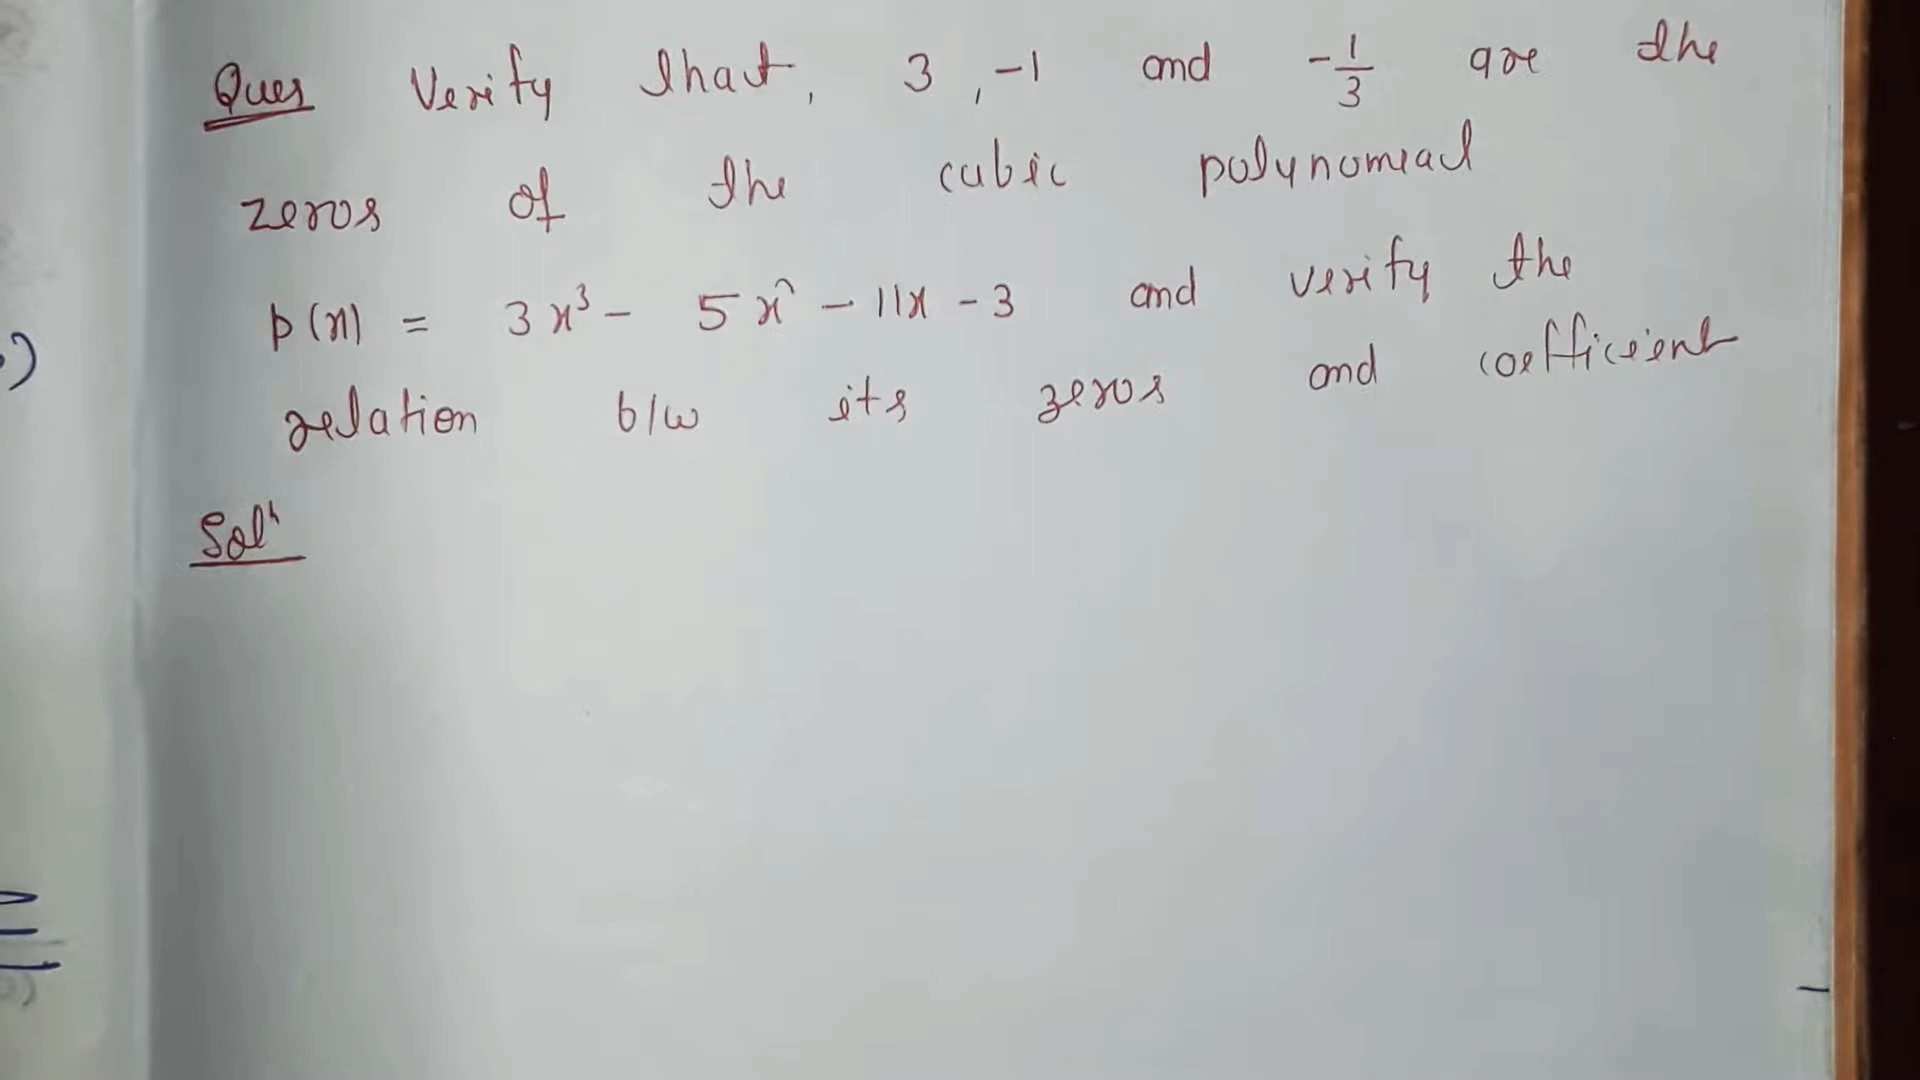 Ques Verify that, 3, -1 and -1/3 are the
zeros of the cubic polynomial
p(x) = 3x³ - 5x² - 11x - 3 and verify the
relation b/w its zeros and coefficient
Solⁿ